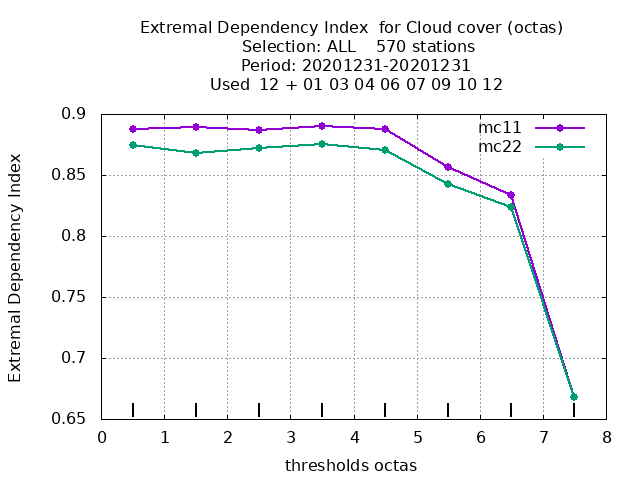 Extremal Dependency Index  for Cloud cover (octas)
Selection: ALL    570 stations
Period: 20201231-20201231
Used  12 + 01 03 04 06 07 09 10 12
mc11
mc22
Extremal Dependency Index
0.9
0.85
0.8
0.75
0.7
0.65
0 1 2 3 4 5 6 7 8
thresholds octas